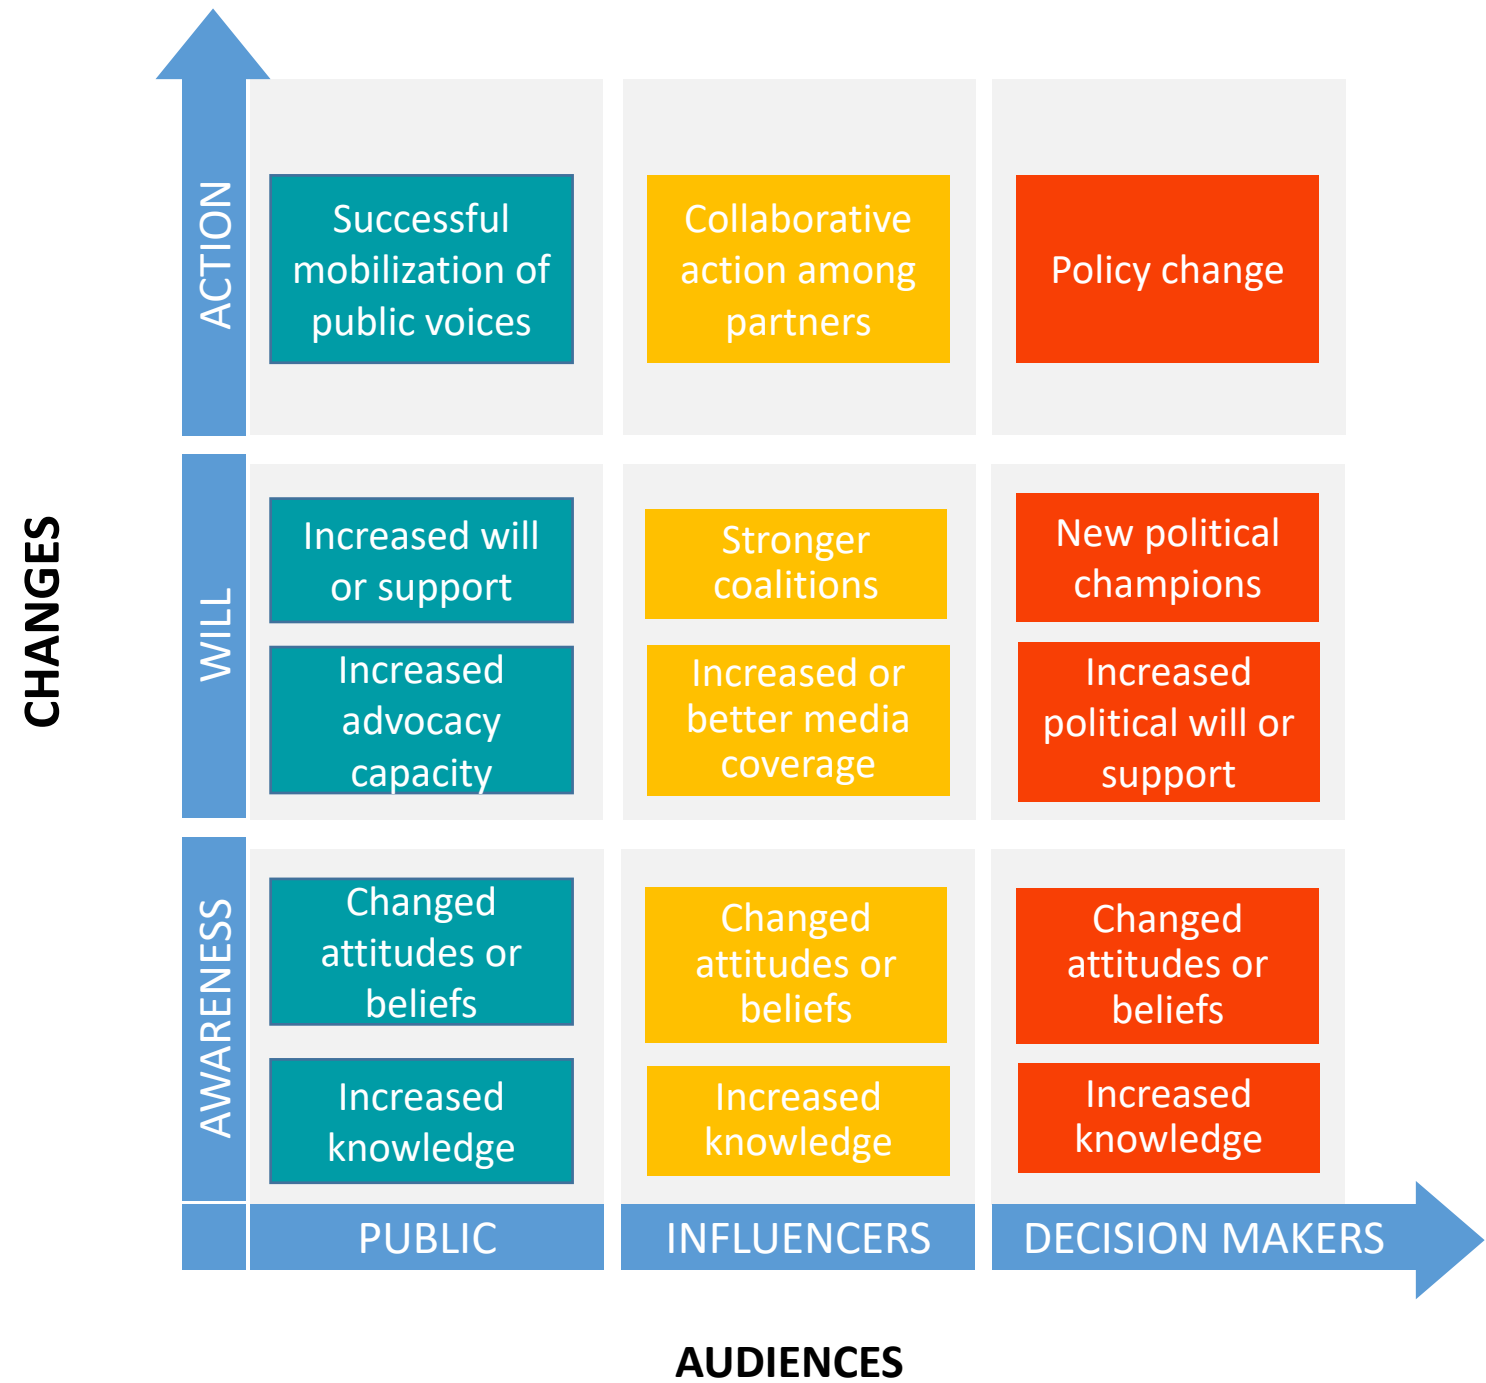 CHANGES
ACTION
Successful
mobilization of
public voices
Collaborative
action among
partners
Policy change
WILL
Increased will
or support
Stronger
coalitions
New political
champions
Increased
advocacy
capacity
Increased or
better media
coverage
Increased
political will or
support
AWARENESS
Changed
attitudes or
beliefs
Changed
attitudes or
beliefs
Changed
attitudes or
beliefs
Increased
knowledge
Increased
knowledge
Increased
knowledge
PUBLIC
INFLUENCERS
DECISION MAKERS
AUDIENCES